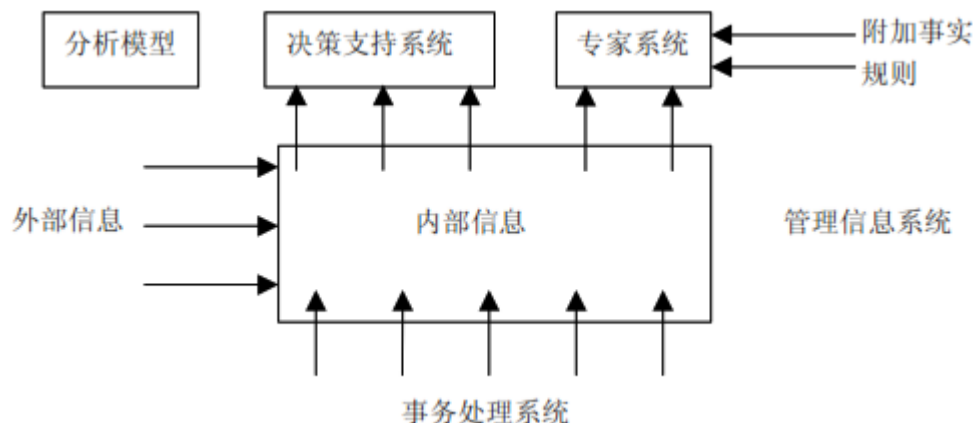 分析模型
决策支持系统
专家系统
附加事实
规则
外部信息
内部信息
管理信息系统
事务处理系统